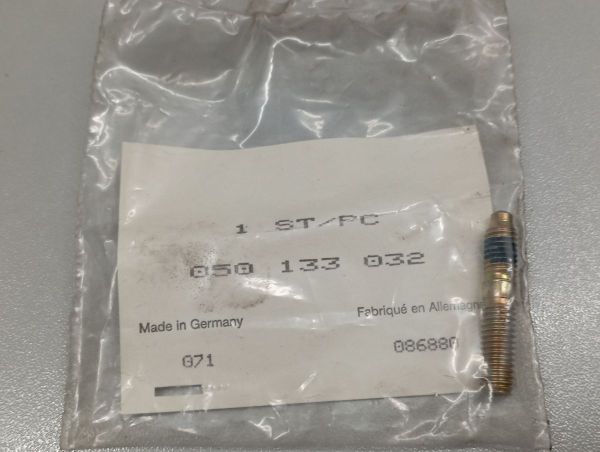 1 ST/PC
050 133 032
Made in Germany
Fabriqué en Allemagne
071
086880